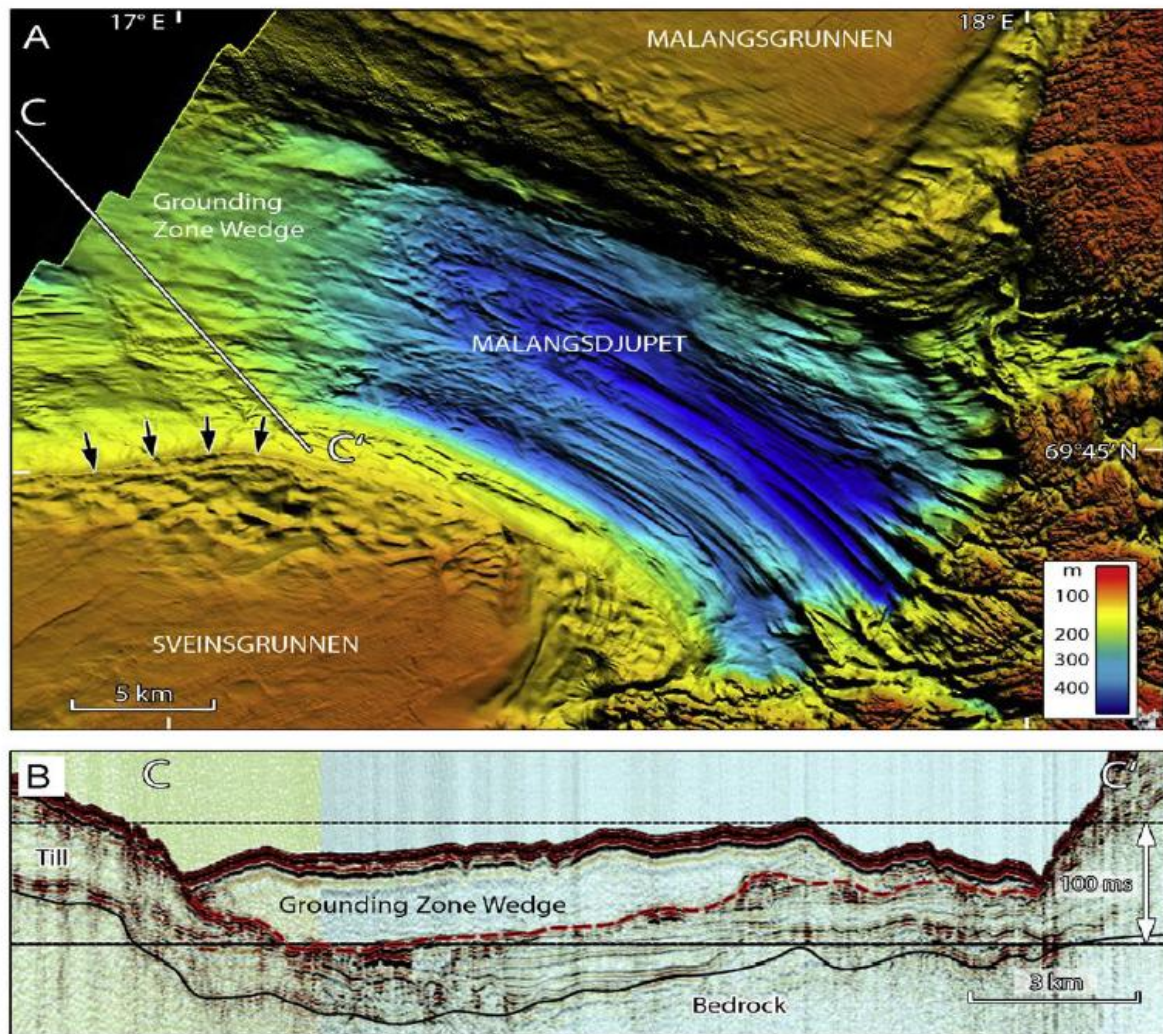 A
17° E
18° E
MALANGSGRUNNEN
C
Grounding
Zone Wedge
MALANGSDJUPET
C'
69°45' N
SVEINSGRUNNEN
5 km
m
100
200
300
400
B
C
C'
Till
Grounding Zone Wedge
100 ms
3 km
Bedrock